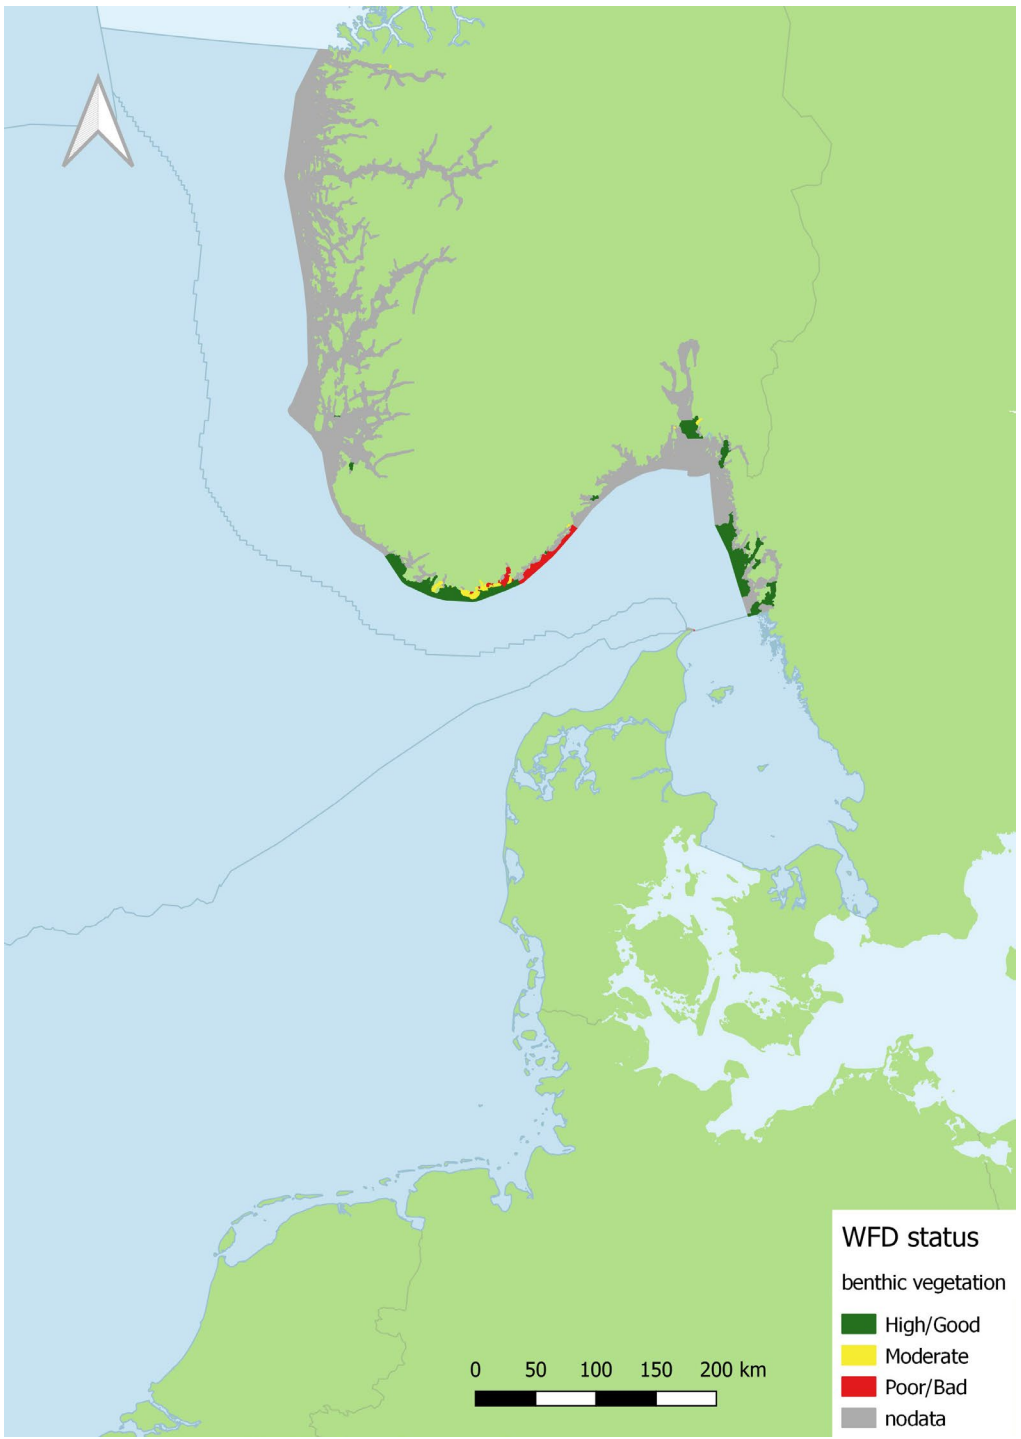 WFD status
benthic vegetation
High/Good
Moderate
Poor/Bad
nodata
0 50 100 150 200 km